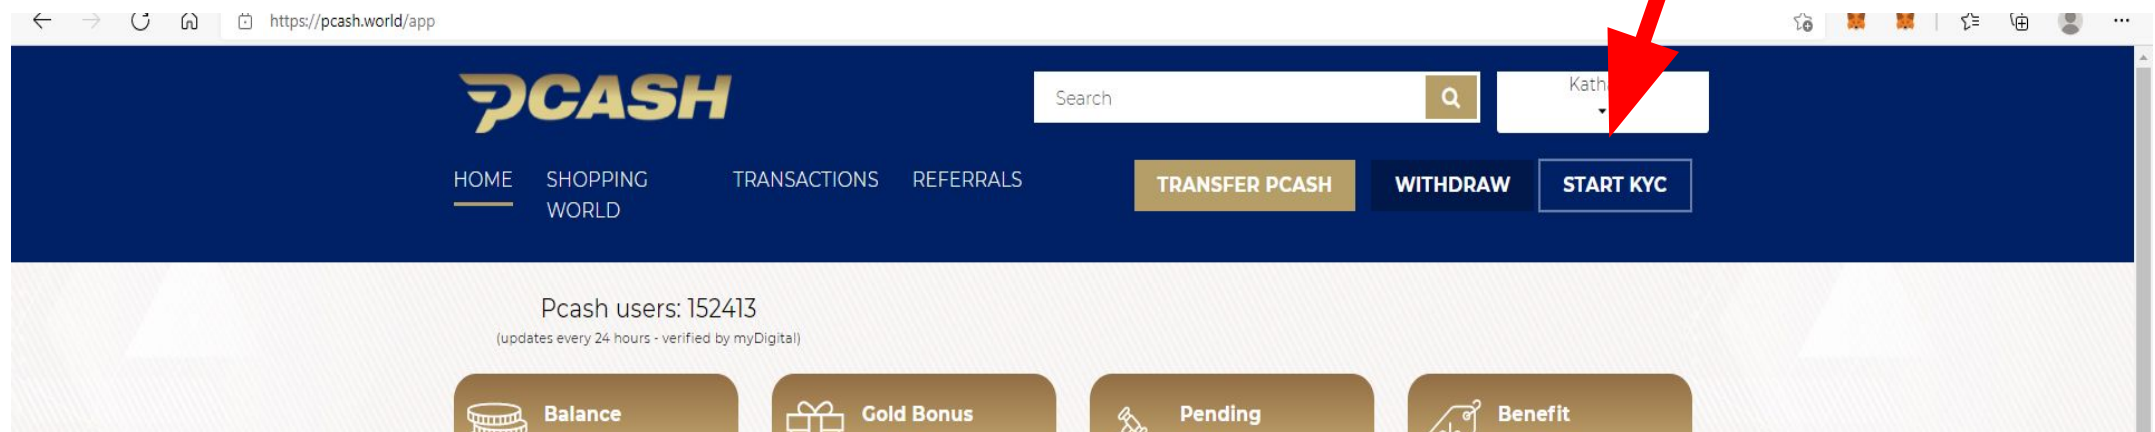 https://pcash.world/app
PCASH
Search
HOME
SHOPPING
WORLD
TRANSACTIONS
REFERRALS
TRANSFER PCASH
WITHDRAW
START KYC
Pcash users: 152413
(updates every 24 hours - verified by myDigital)
Balance
Gold Bonus
Pending
Benefit